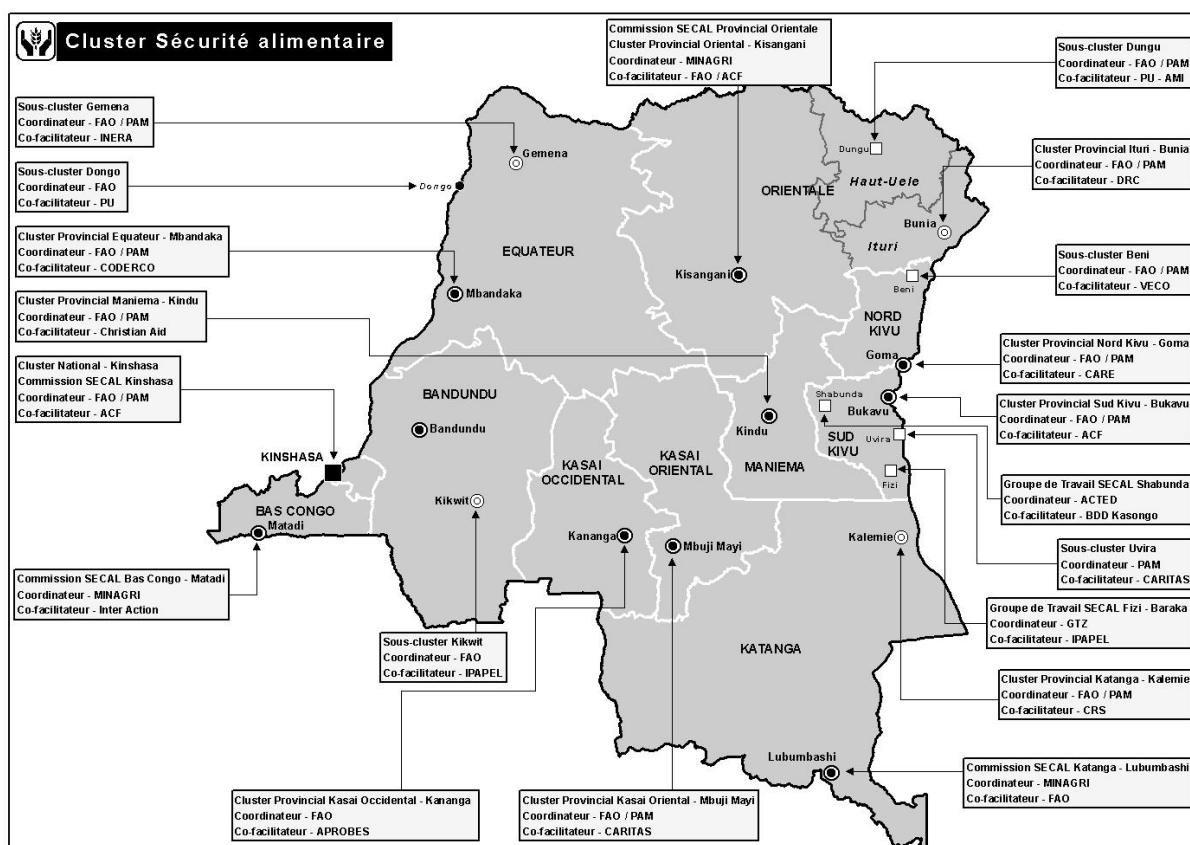 Cluster Sécurité alimentaire
Commission SECAL Provincial Orientale
Cluster Provincial Oriental - Kisangani
Coordinateur - MINAGRI
Co-facilitateur - FAO / ACF
Sous-cluster Dungu
Coordinateur - FAO / PAM
Co-facilitateur - PU - AMI
Sous-cluster Gemena
Coordinateur - FAO / PAM
Co-facilitateur - INERA
Sous-cluster Dongo
Coordinateur - FAO
Co-facilitateur - PU
Cluster Provincial Ituri - Bunia
Coordinateur - FAO / PAM
Co-facilitateur - DRC
Cluster Provincial Equateur - Mbandaka
Coordinateur - FAO / PAM
Co-facilitateur - CODERCO
Sous-cluster Beni
Coordinateur - FAO / PAM
Co-facilitateur - VECO
Cluster Provincial Maniema - Kindu
Coordinateur - FAO / PAM
Co-facilitateur - Christian Aid
Cluster Provincial Nord Kivu - Goma
Coordinateur - FAO / PAM
Co-facilitateur - CARE
Cluster National - Kinshasa
Commission SECAL Kinshasa
Coordinateur - FAO / PAM
Co-facilitateur - ACF
Cluster Provincial Sud Kivu - Bukavu
Coordinateur - FAO / PAM
Co-facilitateur - ACF
Groupe de Travail SECAL Shabunda
Coordinateur - ACTED
Co-facilitateur - BDD Kasongo
Sous-cluster Uvira
Coordinateur - PAM
Co-facilitateur - CARITAS
Commission SECAL Bas Congo - Matadi
Coordinateur - MINAGRI
Co-facilitateur - Inter Action
Groupe de Travail SECAL Fizi - Baraka
Coordinateur - GTZ
Co-facilitateur - IPAPEL
Sous-cluster Kikwit
Coordinateur - FAO
Co-facilitateur - IPAPEL
Cluster Provincial Katanga - Kalemie
Coordinateur - FAO / PAM
Co-facilitateur - CRS
Commission SECAL Katanga - Lubumbashi
Coordinateur - MINAGRI
Co-facilitateur - FAO
Cluster Provincial Kasai Occidental - Kananga
Coordinateur - FAO
Co-facilitateur - APROBES
Cluster Provincial Kasai Oriental - Mbuji Mayi
Coordinateur - FAO / PAM
Co-facilitateur - CARITAS
Gemena
Dungu
Dongo
Haut-Uele
ORIENTALE
Bunia
Ituri
EQUATEUR
Kisangani
Beni
Mbandaka
NORD
KIVU
Goma
BANDUNDU
Shabunda
Bukavu
Bandundu
Kindu
Uvira
SUD
KIVU
KINSHASA
KASAI
OCCIDENTAL
KASAI
ORIENTAL
MANIEMA
Fizi
Kikwit
BAS CONGO
Matadi
Kananga
Mbuji Mayi
Kalemie
KATANGA
Lubumbashi